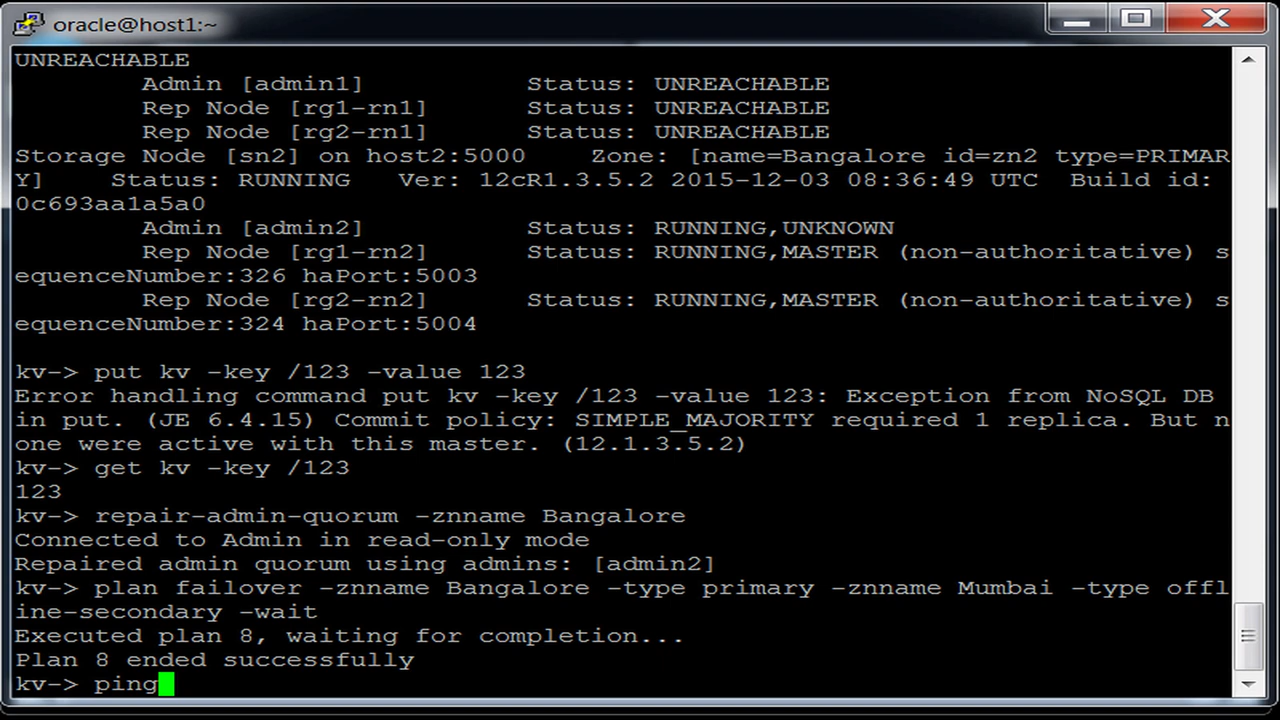 oracle@host1:~
UNREACHABLE
Admin [admin1] Status: UNREACHABLE
Rep Node [rg1-rn1] Status: UNREACHABLE
Rep Node [rg2-rn1] Status: UNREACHABLE
Storage Node [sn2] on host2:5000 Zone: [name=Bangalore id=zn2 type=PRIMAR
Y] Status: RUNNING Ver: 12cR1.3.5.2 2015-12-03 08:36:49 UTC Build id:
0c693aa1a5a0
Admin [admin2] Status: RUNNING,UNKNOWN
Rep Node [rg1-rn2] Status: RUNNING,MASTER (non-authoritative) s
equenceNumber:326 haPort:5003
Rep Node [rg2-rn2] Status: RUNNING,MASTER (non-authoritative) s
equenceNumber:324 haPort:5004
kv-> put kv -key /123 -value 123
Error handling command put kv -key /123 -value 123: Exception from NoSQL DB
in put. (JE 6.4.15) Commit policy: SIMPLE_MAJORITY required 1 replica. But n
one were active with this master. (12.1.3.5.2)
kv-> get kv -key /123
123
kv-> repair-admin-quorum -znname Bangalore
Connected to Admin in read-only mode
Repaired admin quorum using admins: [admin2]
kv-> plan failover -znname Bangalore -type primary -znname Mumbai -type offl
ine-secondary -wait
Executed plan 8, waiting for completion...
Plan 8 ended successfully
kv-> ping